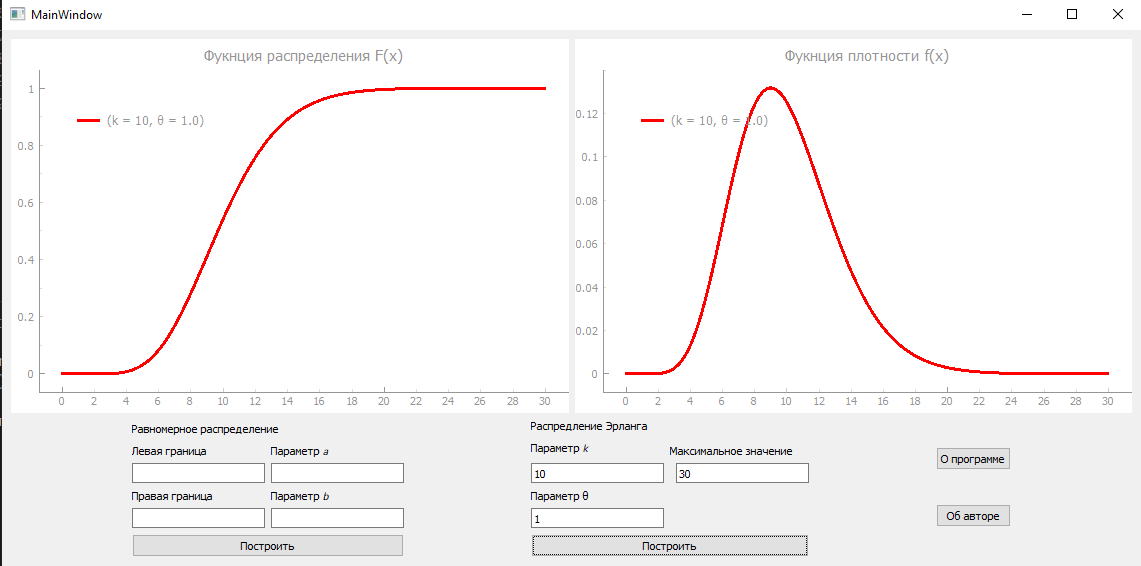 MainWindow
Фукнция распределения F(x)
1
0.8
0.6
0.4
0.2
0
(k = 10, θ = 1.0)
0 2 4 6 8 10 12 14 16 18 20 22 24 26 28 30
Фукнция плотности f(x)
0.12
0.1
0.08
0.06
0.04
0.02
0
(k = 10, θ = 1.0)
0 2 4 6 8 10 12 14 16 18 20 22 24 26 28 30
Равномерное распределение
Левая граница Параметр a
Правая граница Параметр b
Построить
Распредление Эрланга
Параметр k Максимальное значение
10 30
Параметр θ
1
Построить
О программе
Об авторе